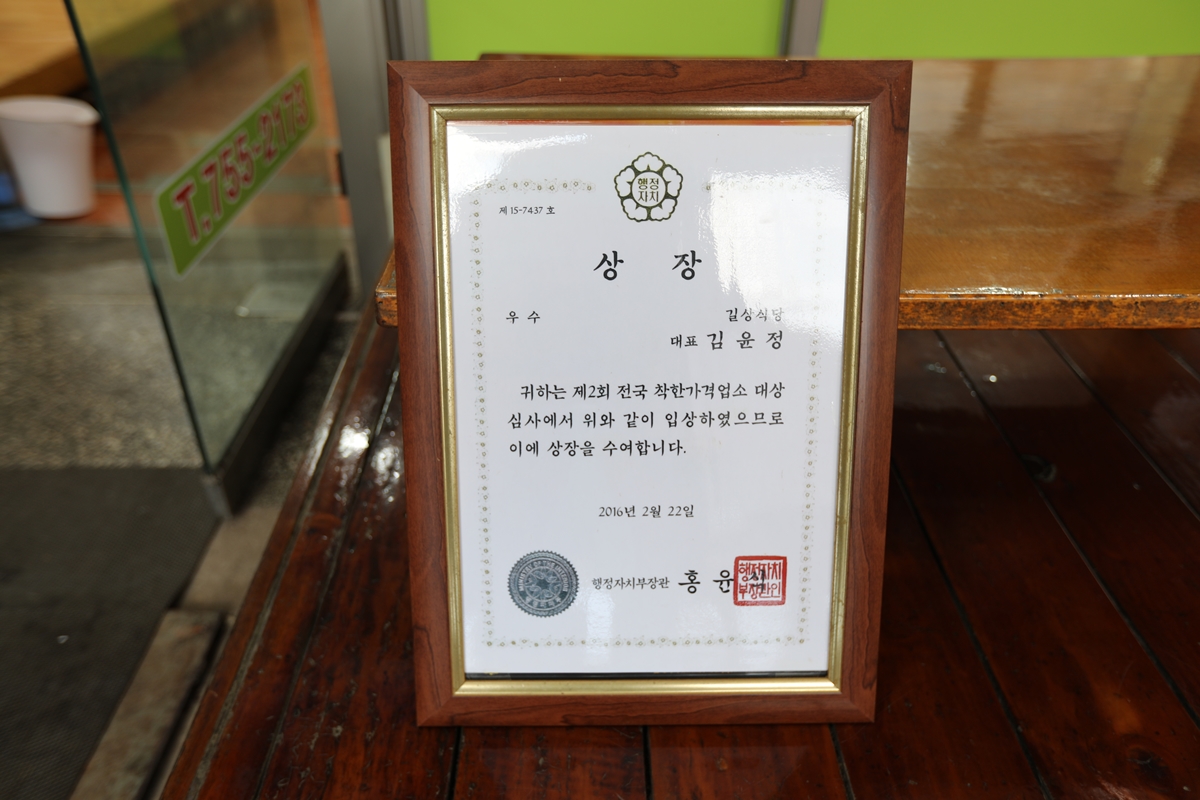 T.755-2173
행정
자치
제 15-7437 호
상 장
우 수
길상식당
대표 김 윤 정
귀하는 제2회 전국 착한가격업소 대상
심사에서 위와 같이 입상하였으므로
이에 상장을 수여합니다.
2016년 2월 22일
행정자치부장관 홍 윤 식
행정자치
부장관인